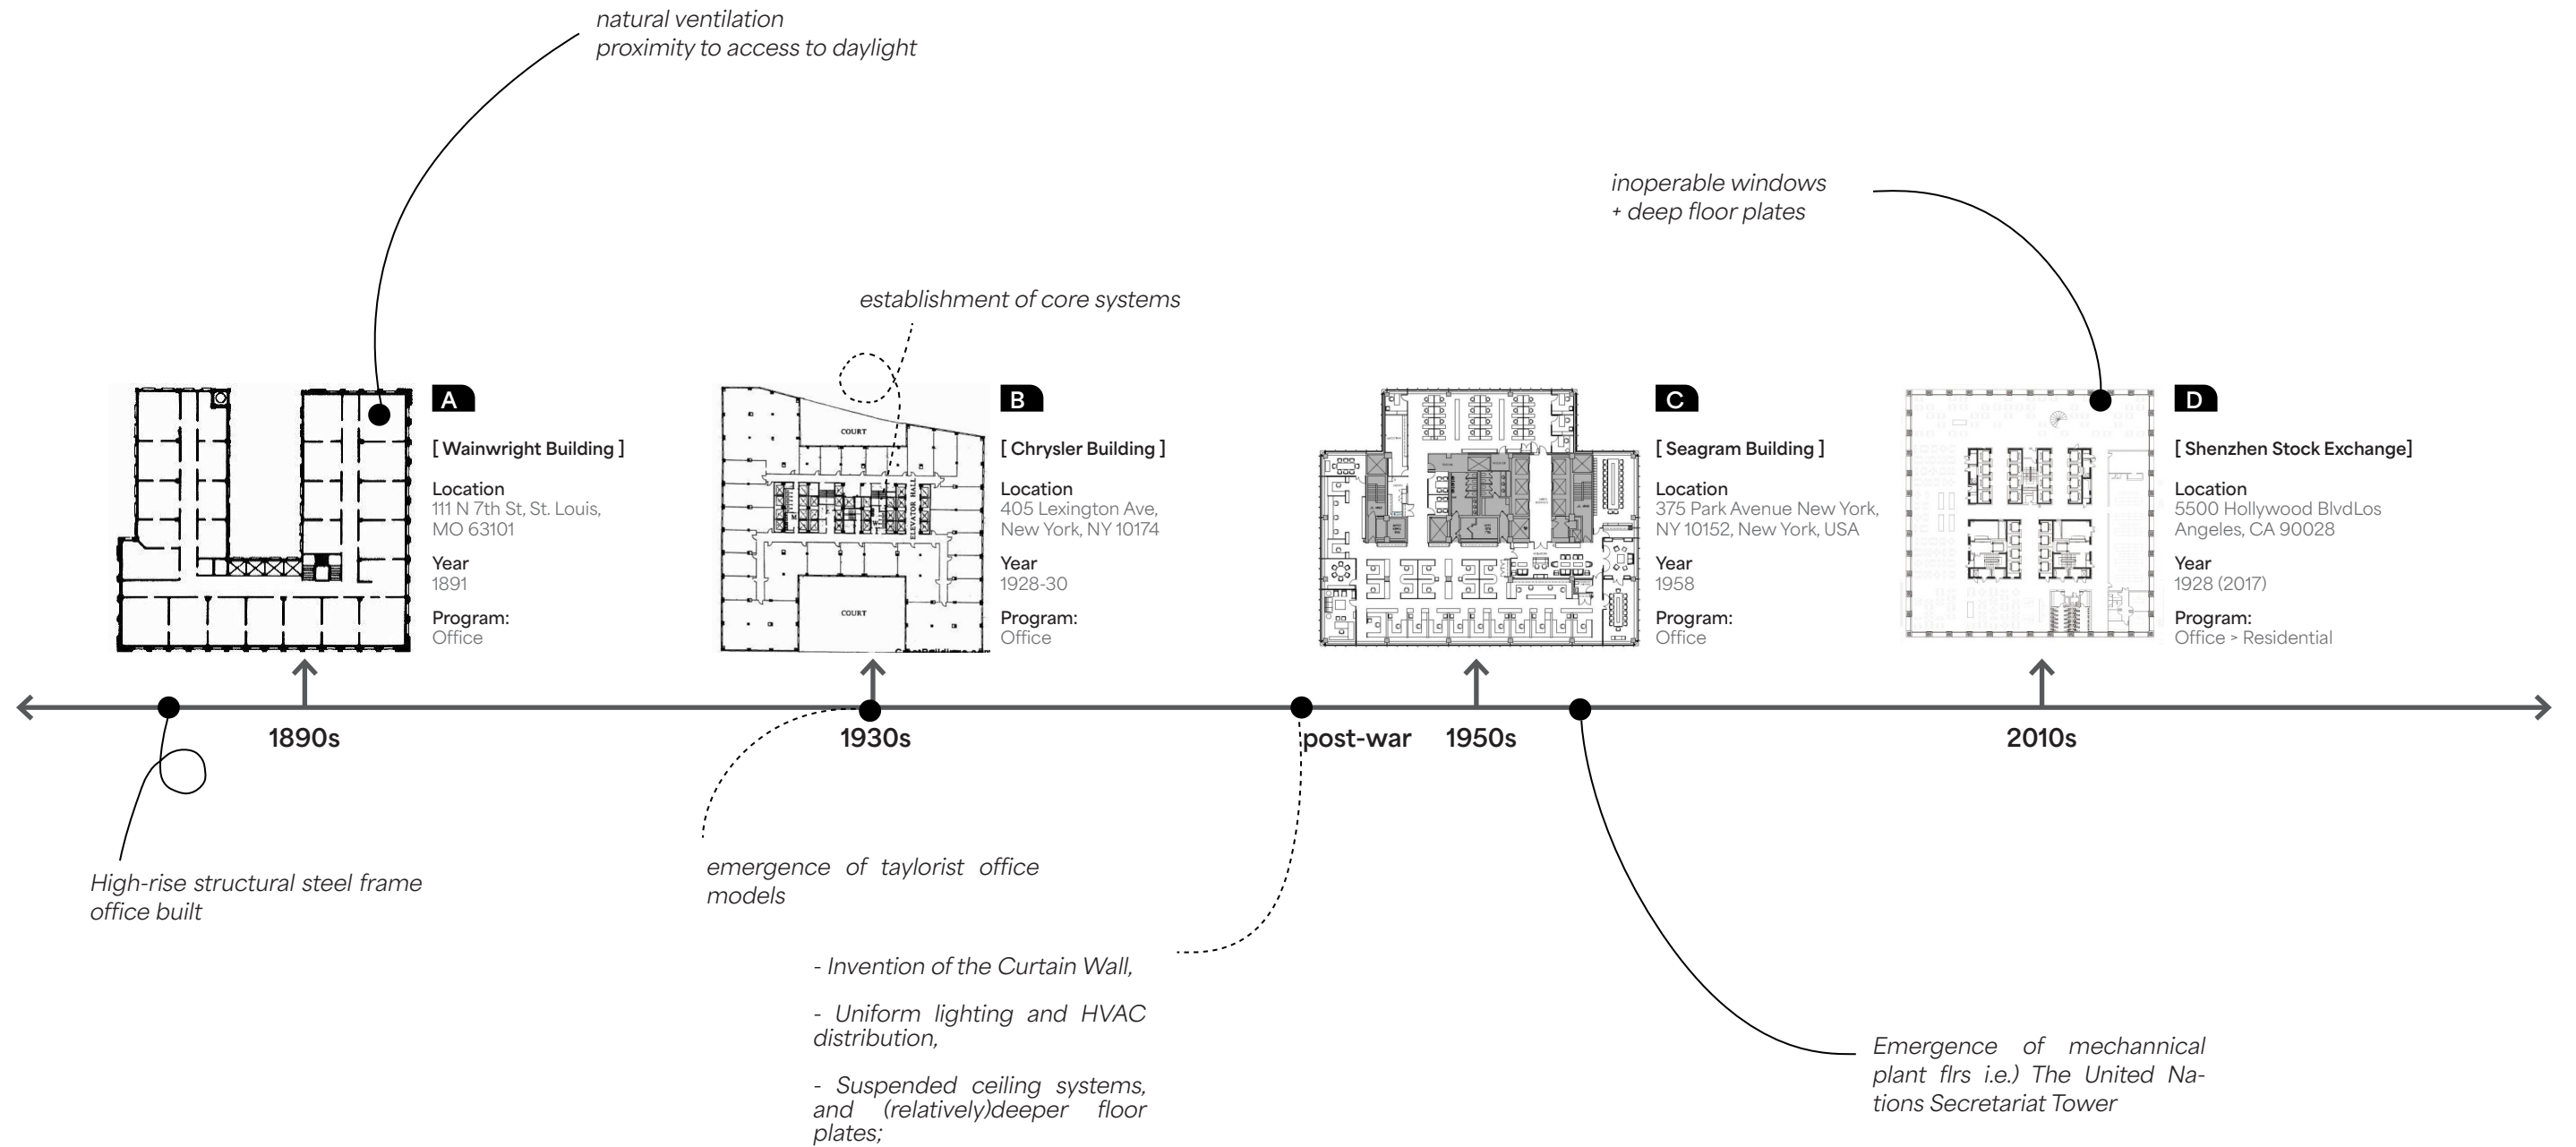 natural ventilation
proximity to access to daylight
inoperable windows
+ deep floor plates
establishment of core systems
A
[ Wainwright Building ]
Location
111 N 7th St, St. Louis,
MO 63101
Year
1891
Program:
Office
COURT
ELEVATOR HALL
COURT
B
[ Chrysler Building ]
Location
405 Lexington Ave,
New York, NY 10174
Year
1928-30
Program:
Office
C
[ Seagram Building ]
Location
375 Park Avenue New York,
NY 10152, New York, USA
Year
1958
Program:
Office
D
[ Shenzhen Stock Exchange]
Location
5500 Hollywood BlvdLos
Angeles, CA 90028
Year
1928 (2017)
Program:
Office > Residential
1890s
1930s
post-war
1950s
2010s
High-rise structural steel frame
office built
emergence of taylorist office
models
- Invention of the Curtain Wall,
- Uniform lighting and HVAC
distribution,
- Suspended ceiling systems,
and (relatively)deeper floor
plates;
Emergence of mechannical
plant flrs i.e.) The United Na-
tions Secretariat Tower